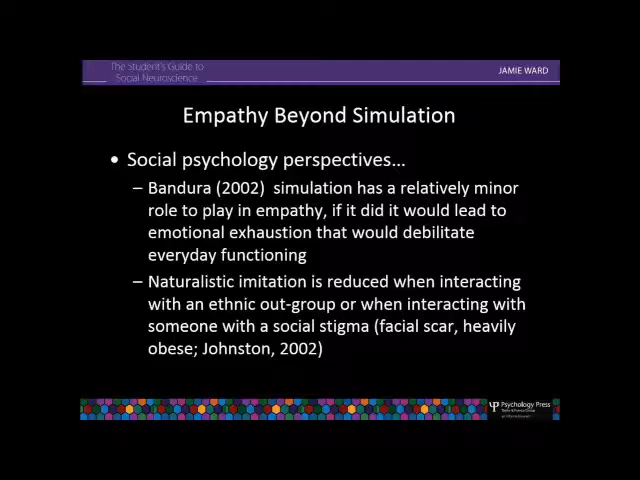 The Student's Guide to
Social Neuroscience
JAMIE WARD
Empathy Beyond Simulation
• Social psychology perspectives…
– Bandura (2002)  simulation has a relatively minor
role to play in empathy, if it did it would lead to
emotional exhaustion that would debilitate
everyday functioning
– Naturalistic imitation is reduced when interacting
with an ethnic out-group or when interacting with
someone with a social stigma (facial scar, heavily
obese; Johnston, 2002)
Psychology Press
Taylor & Francis Group